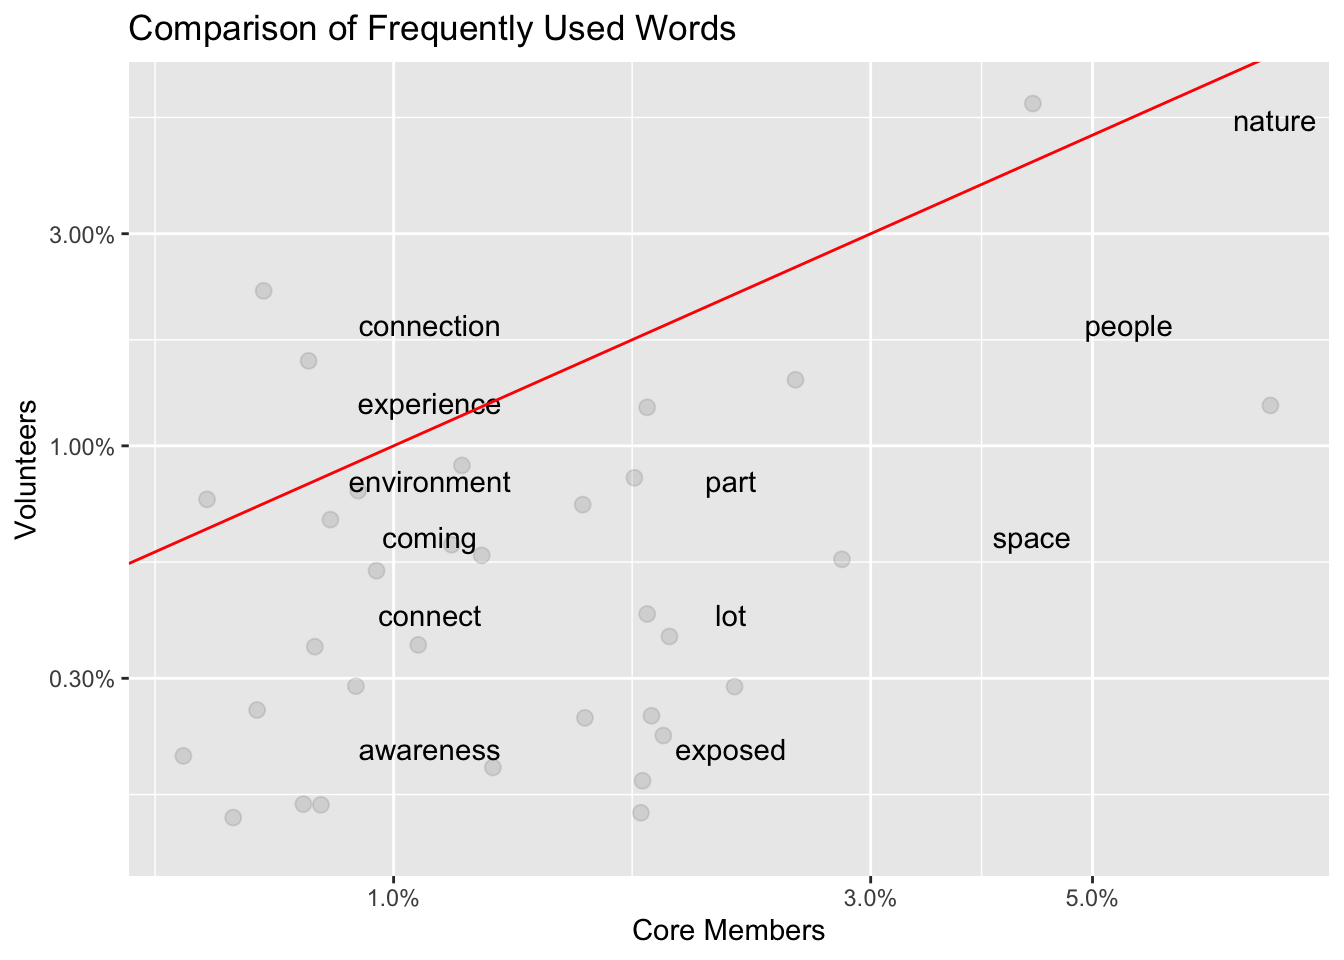 Comparison of Frequently Used Words
nature
3.00%
connection
people
experience
1.00%
Volunteers
environment
part
coming
space
connect
lot
0.30%
awareness
exposed
1.0%
3.0%
5.0%
Core Members